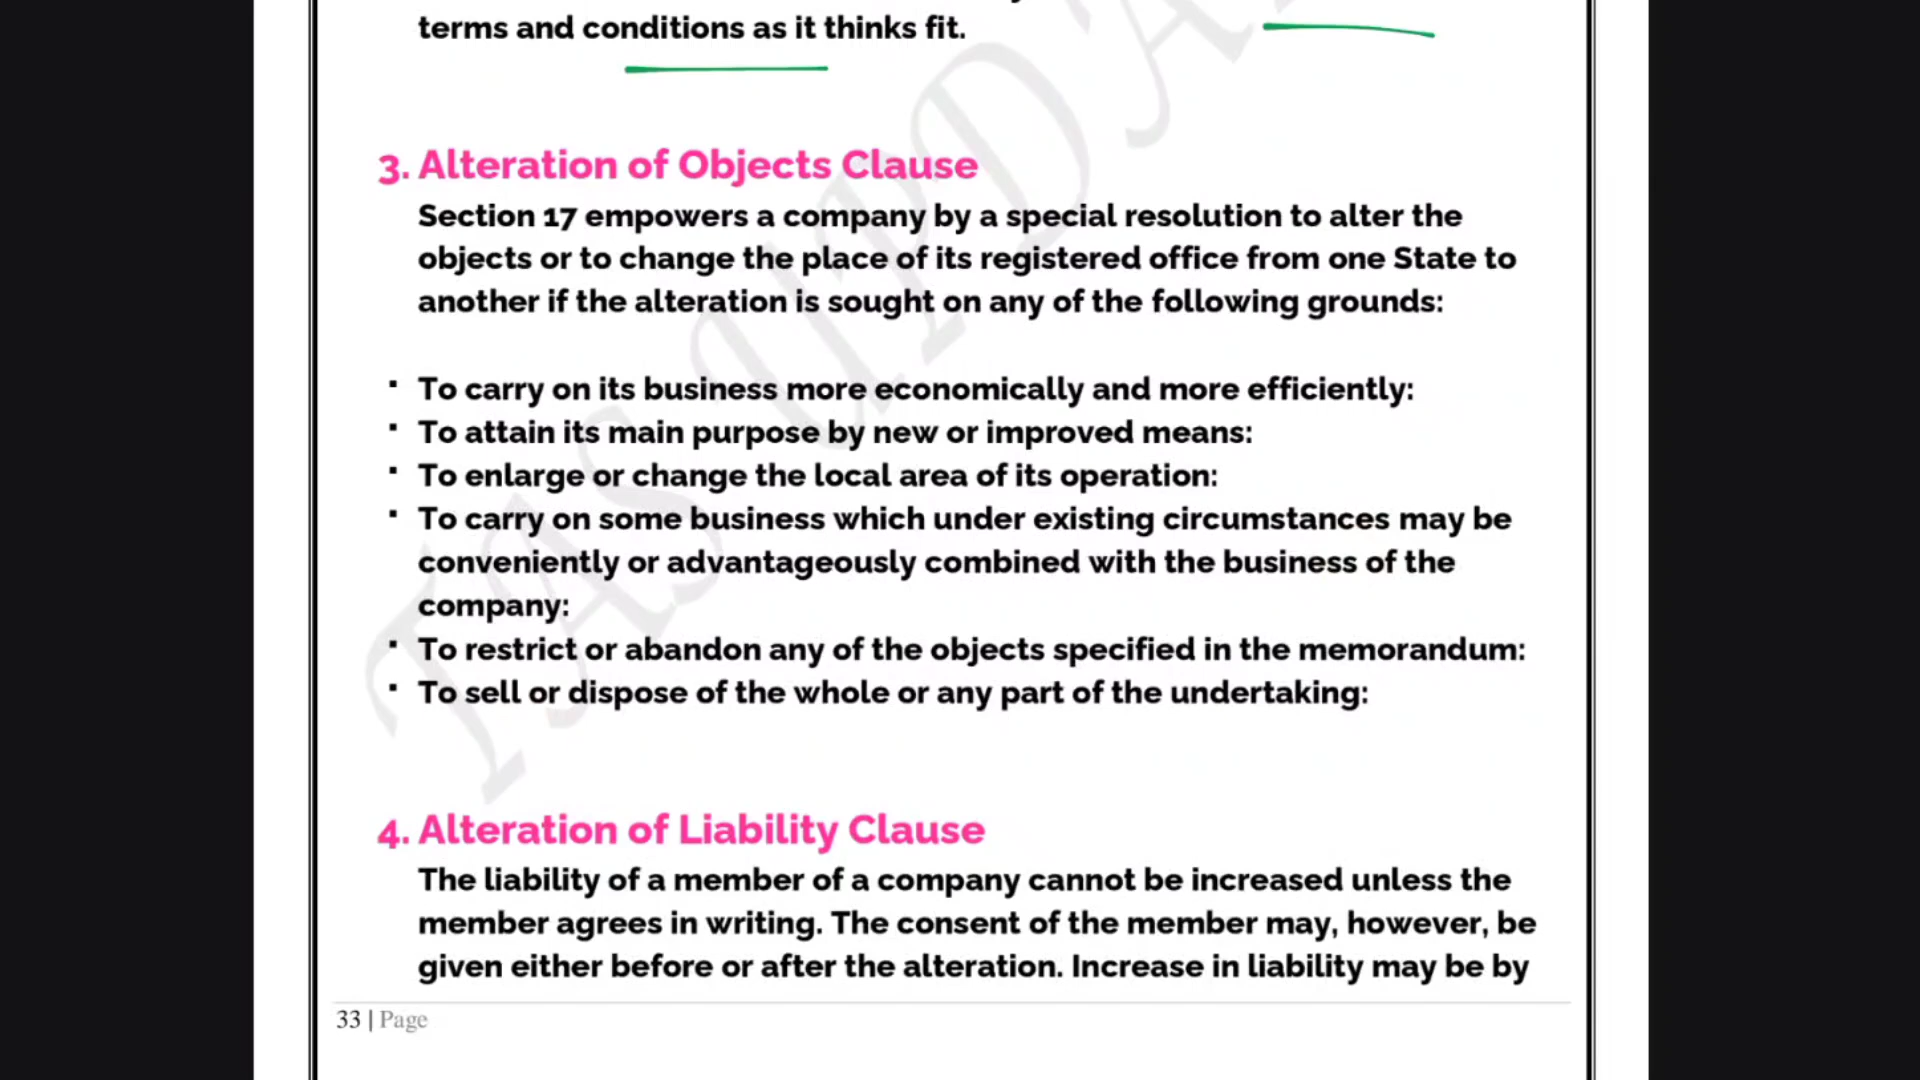 terms and conditions as it thinks fit.
3. Alteration of Objects Clause
Section 17 empowers a company by a special resolution to alter the
objects or to change the place of its registered office from one State to
another if the alteration is sought on any of the following grounds:
▪ To carry on its business more economically and more efficiently:
▪ To attain its main purpose by new or improved means:
▪ To enlarge or change the local area of its operation:
▪ To carry on some business which under existing circumstances may be
conveniently or advantageously combined with the business of the
company:
▪ To restrict or abandon any of the objects specified in the memorandum:
▪ To sell or dispose of the whole or any part of the undertaking:
4. Alteration of Liability Clause
The liability of a member of a company cannot be increased unless the
member agrees in writing. The consent of the member may, however, be
given either before or after the alteration. Increase in liability may be by
33 | Page